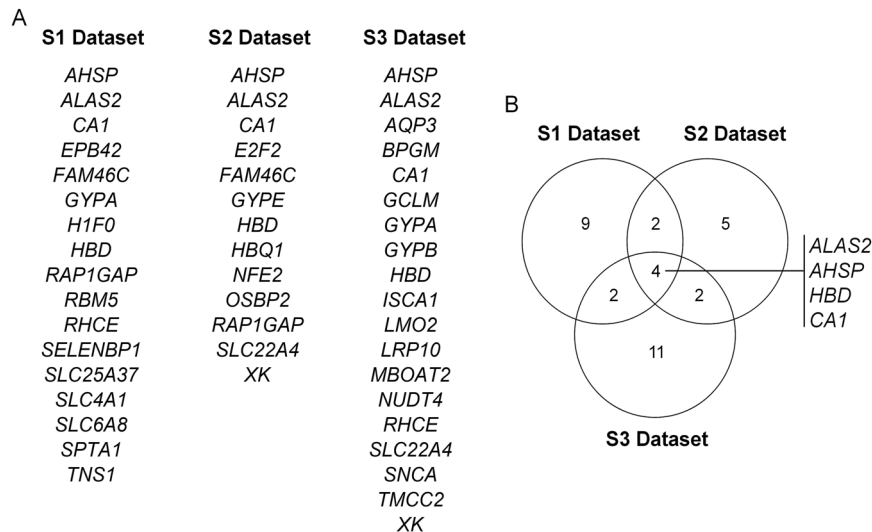 A
S1 Dataset
AHSP
ALAS2
CA1
EPB42
FAM46C
GYPA
H1F0
HBD
RAP1GAP
RBM5
RHCE
SELENBP1
SLC25A37
SLC4A1
SLC6A8
SPTA1
TNS1
S2 Dataset
AHSP
ALAS2
CA1
E2F2
FAM46C
GYPE
HBD
HBQ1
NFE2
OSBP2
RAP1GAP
SLC22A4
XK
S3 Dataset
AHSP
ALAS2
AQP3
BPGM
CA1
GCLM
GYPA
GYPB
HBD
ISCA1
LMO2
LRP10
MBOAT2
NUDT4
RHCE
SLC22A4
SNCA
TMCC2
XK
B
S1 Dataset
S2 Dataset
9
2
5
4
2
2
11
ALAS2
AHSP
HBD
CA1
S3 Dataset